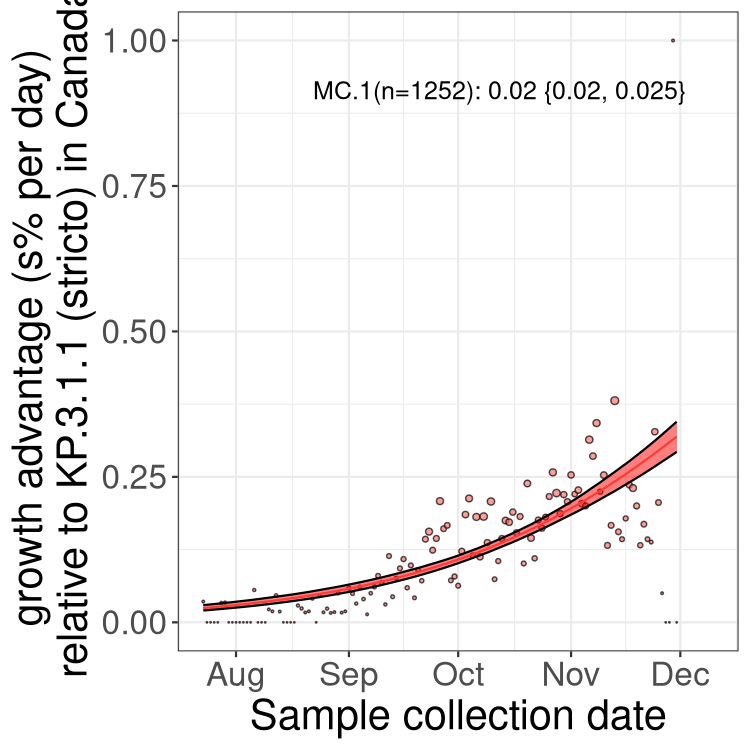 growth advantage (s% per day)
relative to KP.3.1.1 (stricto) in Canada
1.00
0.75
0.50
0.25
0.00
MC.1(n=1252): 0.02 {0.02, 0.025}
Aug Sep Oct Nov Dec
Sample collection date